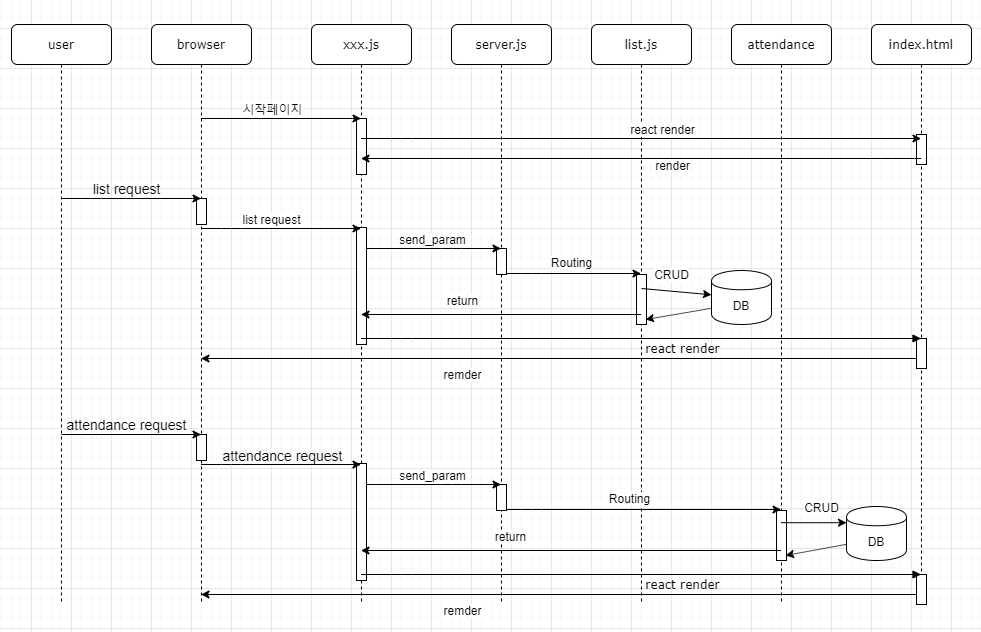 user
browser
xxx.js
server.js
list.js
attendance
index.html
시작페이지
react render
render
list request
list request
send_param
Routing
CRUD
DB
return
react render
remder
attendance request
attendance request
send_param
Routing
CRUD
DB
return
react render
remder